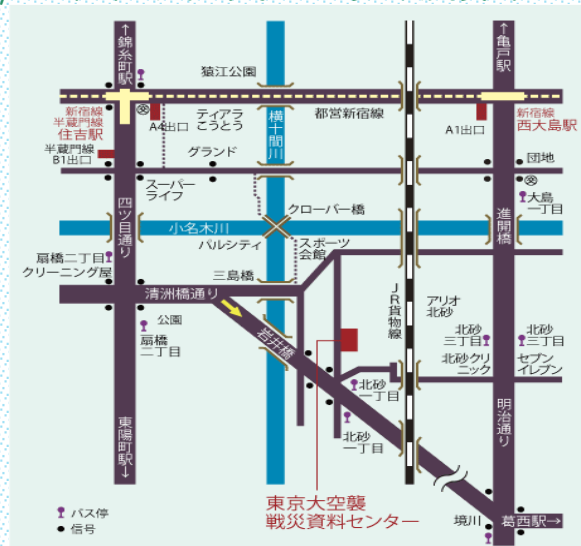 ↑錦糸町駅
↑亀戸駅
猿江公園
新宿線
半蔵門線
住吉駅
A4出口
ティアラ
こうとう
横十間川
都営新宿線
A1出口
新宿線
西大島駅
半蔵門線
B1出口
グランド
団地
スーパー
ライフ
大島
一丁目
四ツ目通り
小名木川
クローバー橋
進開橋
パルシティ
スポーツ
会館
扇橋二丁目
クリーニング屋
三島橋
清洲橋通り
JR貨物線
アリオ
北砂
公園
扇橋
二丁目
岩井橋
北砂
三丁目
北砂
三丁目
北砂クリ
ニック
セブン
イレブン
北砂
一丁目
北砂
一丁目
明治通り
東陽町駅↓
東京大空襲
戦災資料センター
境川
葛西駅→
バス停
信号